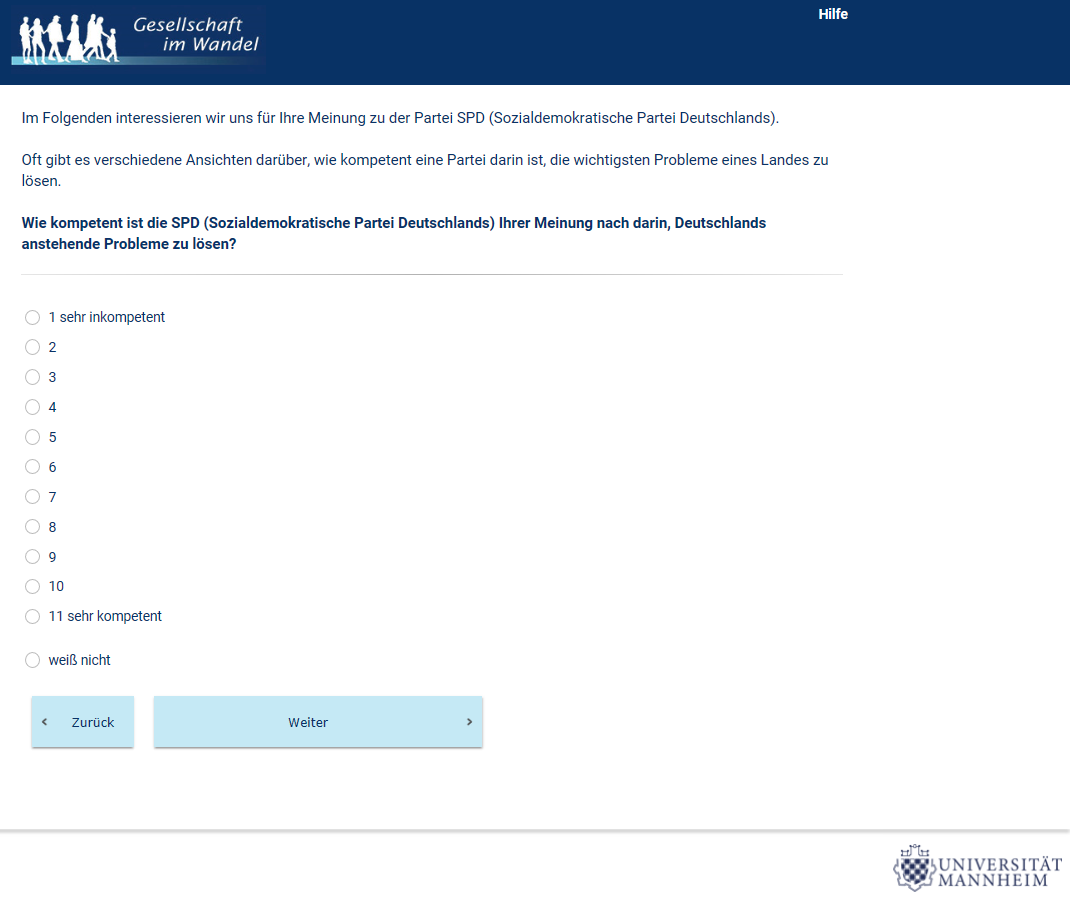 Gesellschaft
im Wandel
Hilfe
Im Folgenden interessieren wir uns für Ihre Meinung zu der Partei SPD (Sozialdemokratische Partei Deutschlands).
Oft gibt es verschiedene Ansichten darüber, wie kompetent eine Partei darin ist, die wichtigsten Probleme eines Landes zu
lösen.
Wie kompetent ist die SPD (Sozialdemokratische Partei Deutschlands) Ihrer Meinung nach darin, Deutschlands
anstehende Probleme zu lösen?
1 sehr inkompetent
2
3
4
5
6
7
8
9
10
11 sehr kompetent
weiß nicht
Zurück
Weiter
UNIVERSITÄT
MANNHEIM